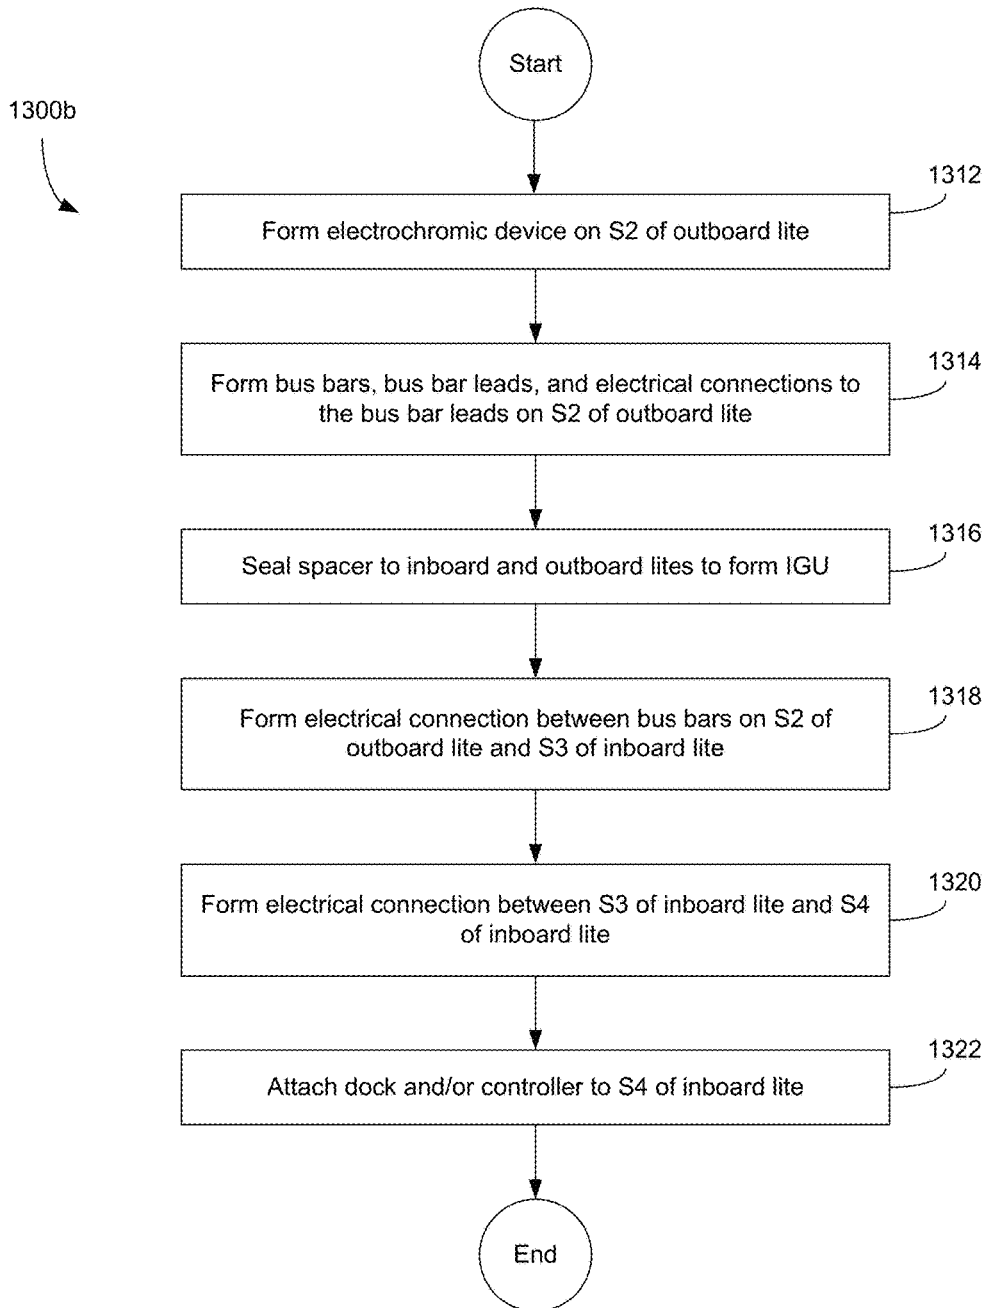 Start
1300b
1312
Form electrochromic device on S2 of outboard lite
1314
Form bus bars, bus bar leads, and electrical connections to
the bus bar leads on S2 of outboard lite
1316
Seal spacer to inboard and outboard lites to form IGU
1318
Form electrical connection between bus bars on S2 of
outboard lite and S3 of inboard lite
1320
Form electrical connection between S3 of inboard lite and S4
of inboard lite
1322
Attach dock and/or controller to S4 of inboard lite
End